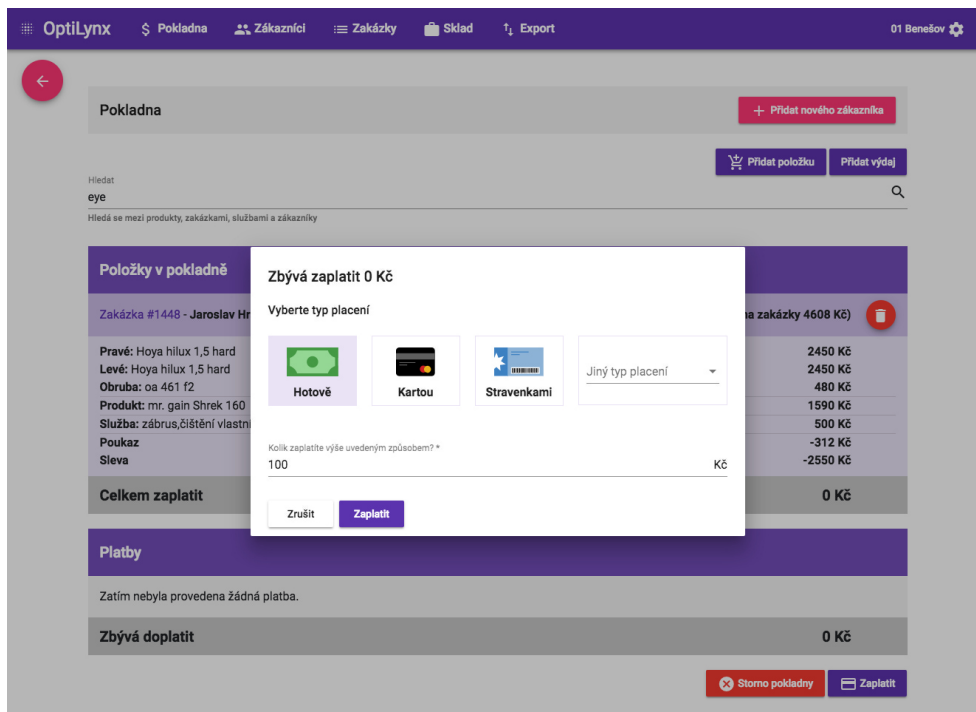 OptiLynx
Pokladna
Zákazníci
Zakázky
Sklad
Export
01 Benešov
Pokladna
Přidat nového zákazníka
Přidat položku
Přidat výdaj
Hledat
eye
Hledá se mezi produkty, zakázkami, službami a zákazníky
Položky v pokladně
Zakázka #1448 - Jaroslav Hr
na zakázky 4608 Kč)
Pravé: Hoya hilux 1,5 hard 2450 Kč
Levé: Hoya hilux 1,5 hard 2450 Kč
Obruba: oa 461 f2 480 Kč
Produkt: mr. gain Shrek 160 1590 Kč
Služba: zábrus,čištění vlastní 500 Kč
Poukaz -312 Kč
Sleva -2550 Kč
Celkem zaplatit 0 Kč
Zbývá zaplatit 0 Kč
Vyberte typ placení
Hotově
Kartou
Stravenkami
Jiný typ placení
Kolik zaplatíte výše uvedeným způsobem? *
100 Kč
Zrušit
Zaplatit
Platby
Zatím nebyla provedena žádná platba.
Zbývá doplatit 0 Kč
Storno pokladny
Zaplatit